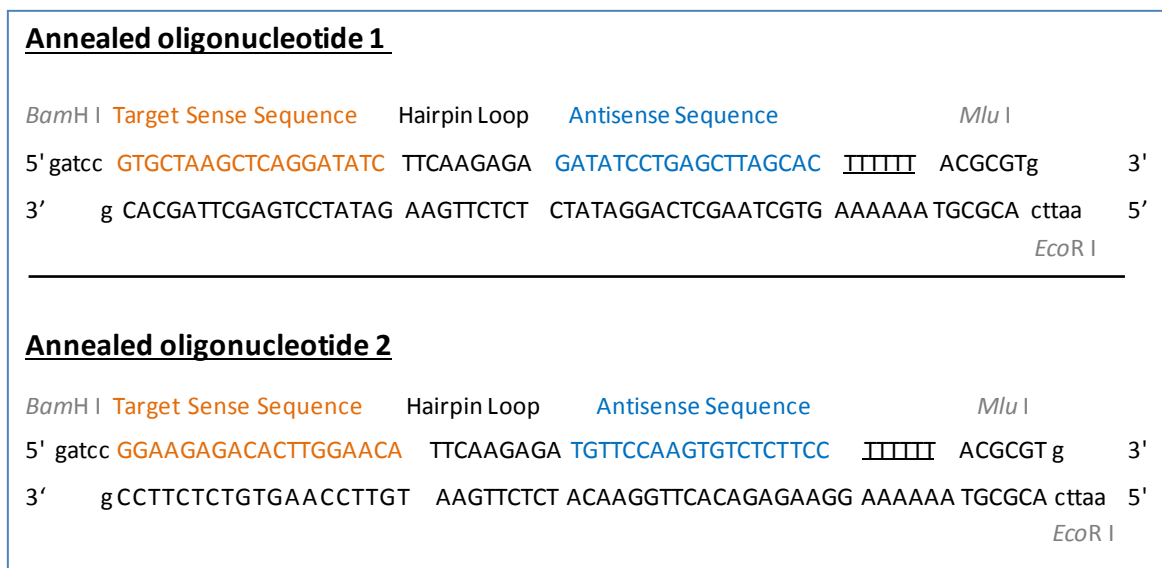 Annealed oligonucleotide 1
BamH I Target Sense Sequence Hairpin Loop Antisense Sequence Mlu I
5' gatcc GTGCTAAGCTCAGGATATC TTCAAGAGA GATATCCTGAGCTTAGCAC TTTTTT ACGCGTg 3'
3’ g CACGATTCGAGTCCTATAG AAGTTCTCT CTATAGGACTCGAATCGTG AAAAAA TGCGCA cttaa 5’
EcoR I
Annealed oligonucleotide 2
BamH I Target Sense Sequence Hairpin Loop Antisense Sequence Mlu I
5' gatcc GGAAGAGACACTTGGAACA TTCAAGAGA TGTTCCAAGTGTCTCTTCC TTTTTT ACGCGT g 3'
3‘ g CCTTCTCTGTGAACCTTGT AAGTTCTCT ACAAGGTTCACAGAGAAGG AAAAAA TGCGCA cttaa 5'
EcoR I